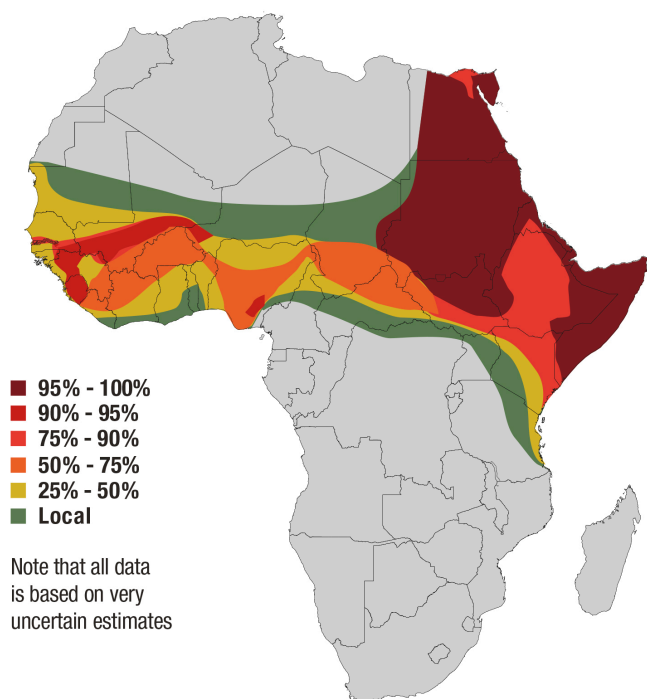 95% - 100%
90% - 95%
75% - 90%
50% - 75%
25% - 50%
Local
Note that all data
is based on very
uncertain estimates